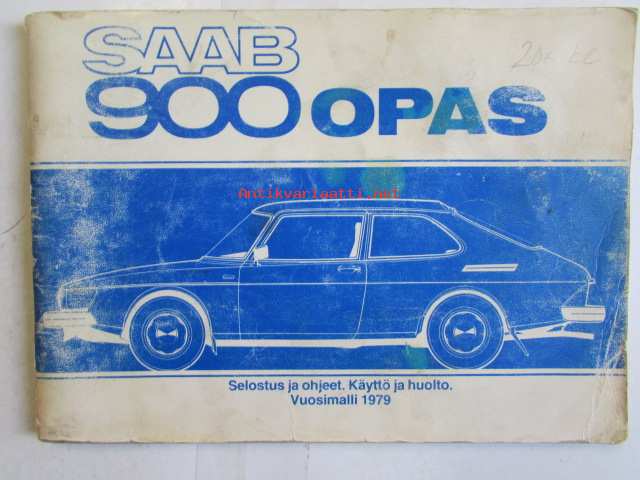 SAAB
900 OPAS
Antikvariaatti.net
Selostus ja ohjeet. Käyttö ja huolto.
Vuosimalli 1979